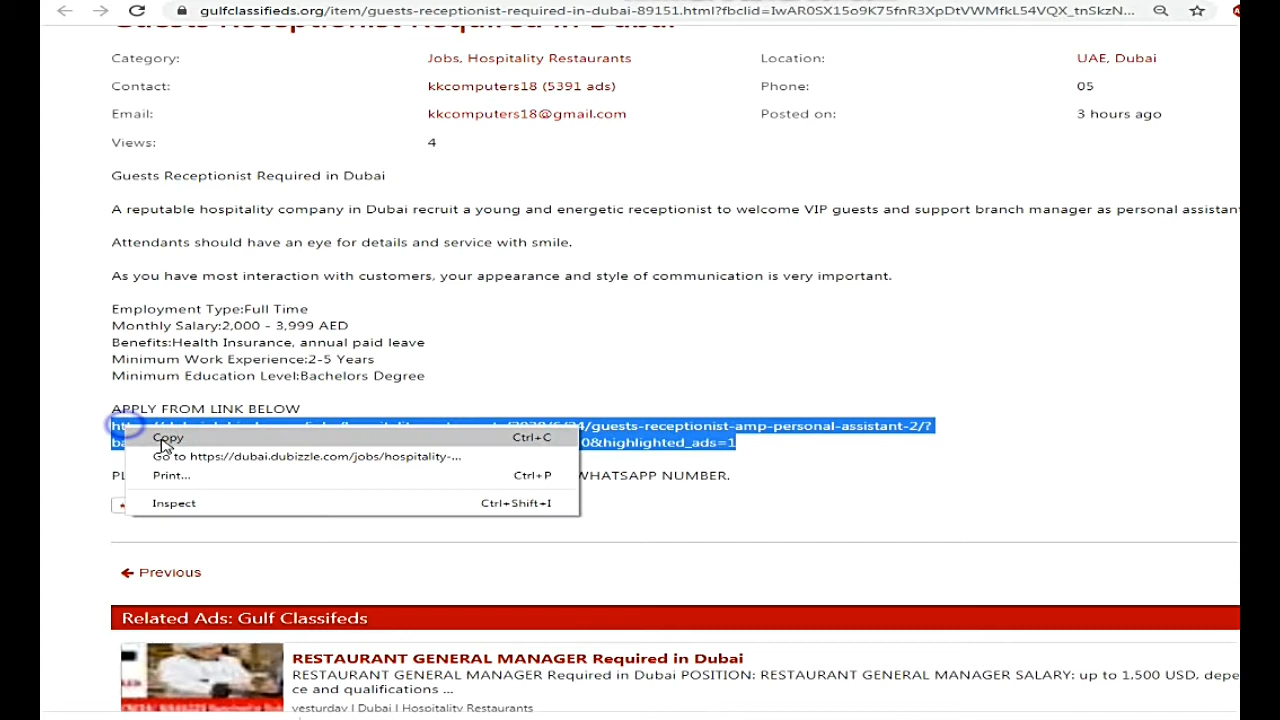 gulfclassifieds.org/item/guests-receptionist-required-in-dubai-89151.html?fbclid=IwAR0SX15o9K75fnR3XpDtVWMfkL54VQX_tnSkzN...
Guests Receptionist Required in Dubai
Category: Jobs, Hospitality Restaurants Location: UAE, Dubai
Contact: kkcomputers18 (5391 ads) Phone: 05
Email: kkcomputers18@gmail.com Posted on: 3 hours ago
Views: 4
Guests Receptionist Required in Dubai
A reputable hospitality company in Dubai recruit a young and energetic receptionist to welcome VIP guests and support branch manager as personal assistan
Attendants should have an eye for details and service with smile.
As you have most interaction with customers, your appearance and style of communication is very important.
Employment Type:Full Time
Monthly Salary:2,000 - 3,999 AED
Benefits:Health Insurance, annual paid leave
Minimum Work Experience:2-5 Years
Minimum Education Level:Bachelors Degree
APPLY FROM LINK BELOW
/guests-receptionist-amp-personal-assistant-2/?
0&highlighted_ads=1
Copy Ctrl+C
Go to https://dubai.dubizzle.com/jobs/hospitality-...
Print... Ctrl+P
Inspect Ctrl+Shift+I
WHATSAPP NUMBER.
Previous
Related Ads: Gulf Classifeds
RESTAURANT GENERAL MANAGER Required in Dubai
RESTAURANT GENERAL MANAGER Required in Dubai POSITION: RESTAURANT GENERAL MANAGER SALARY: up to 1,500 USD, depe
ce and qualifications ...
yesturday | Dubai | Hospitality Restaurants